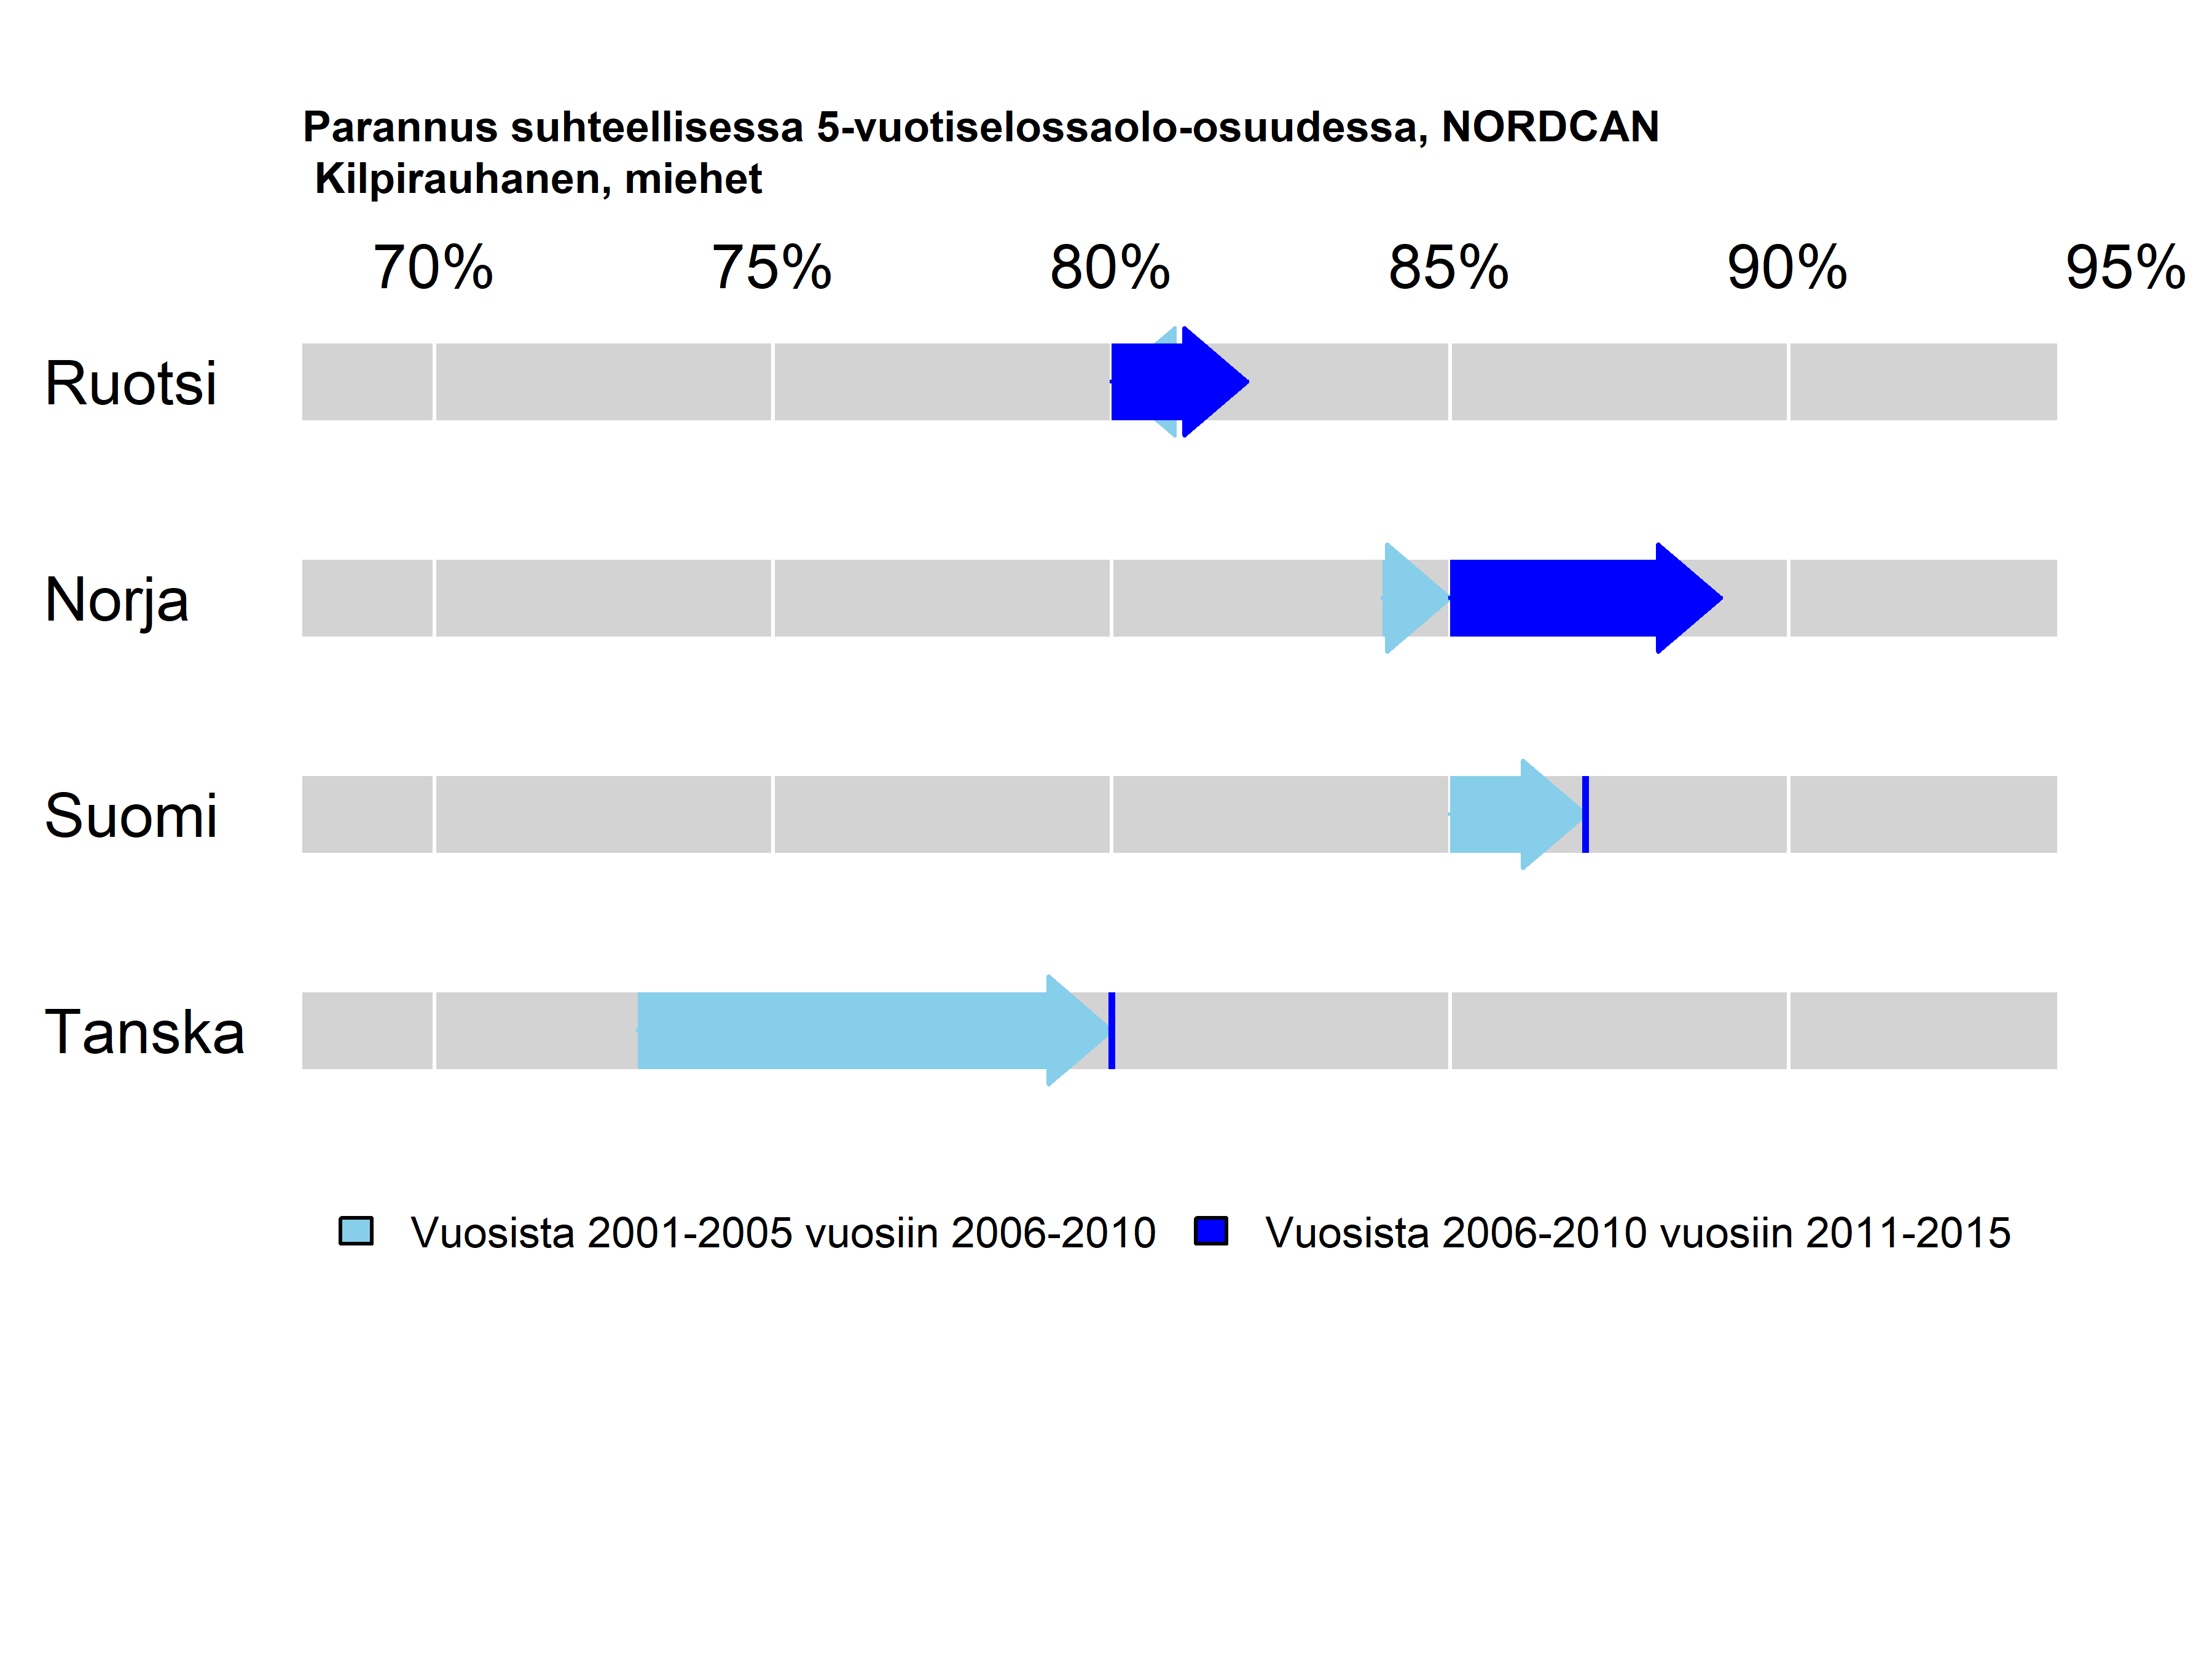 Parannus suhteellisessa 5-vuotiselossaolo-osuudessa, NORDCAN
Kilpirauhanen, miehet
70% 75% 80% 85% 90% 95%
Ruotsi
Norja
Suomi
Tanska
Vuosista 2001-2005 vuosiin 2006-2010 Vuosista 2006-2010 vuosiin 2011-2015